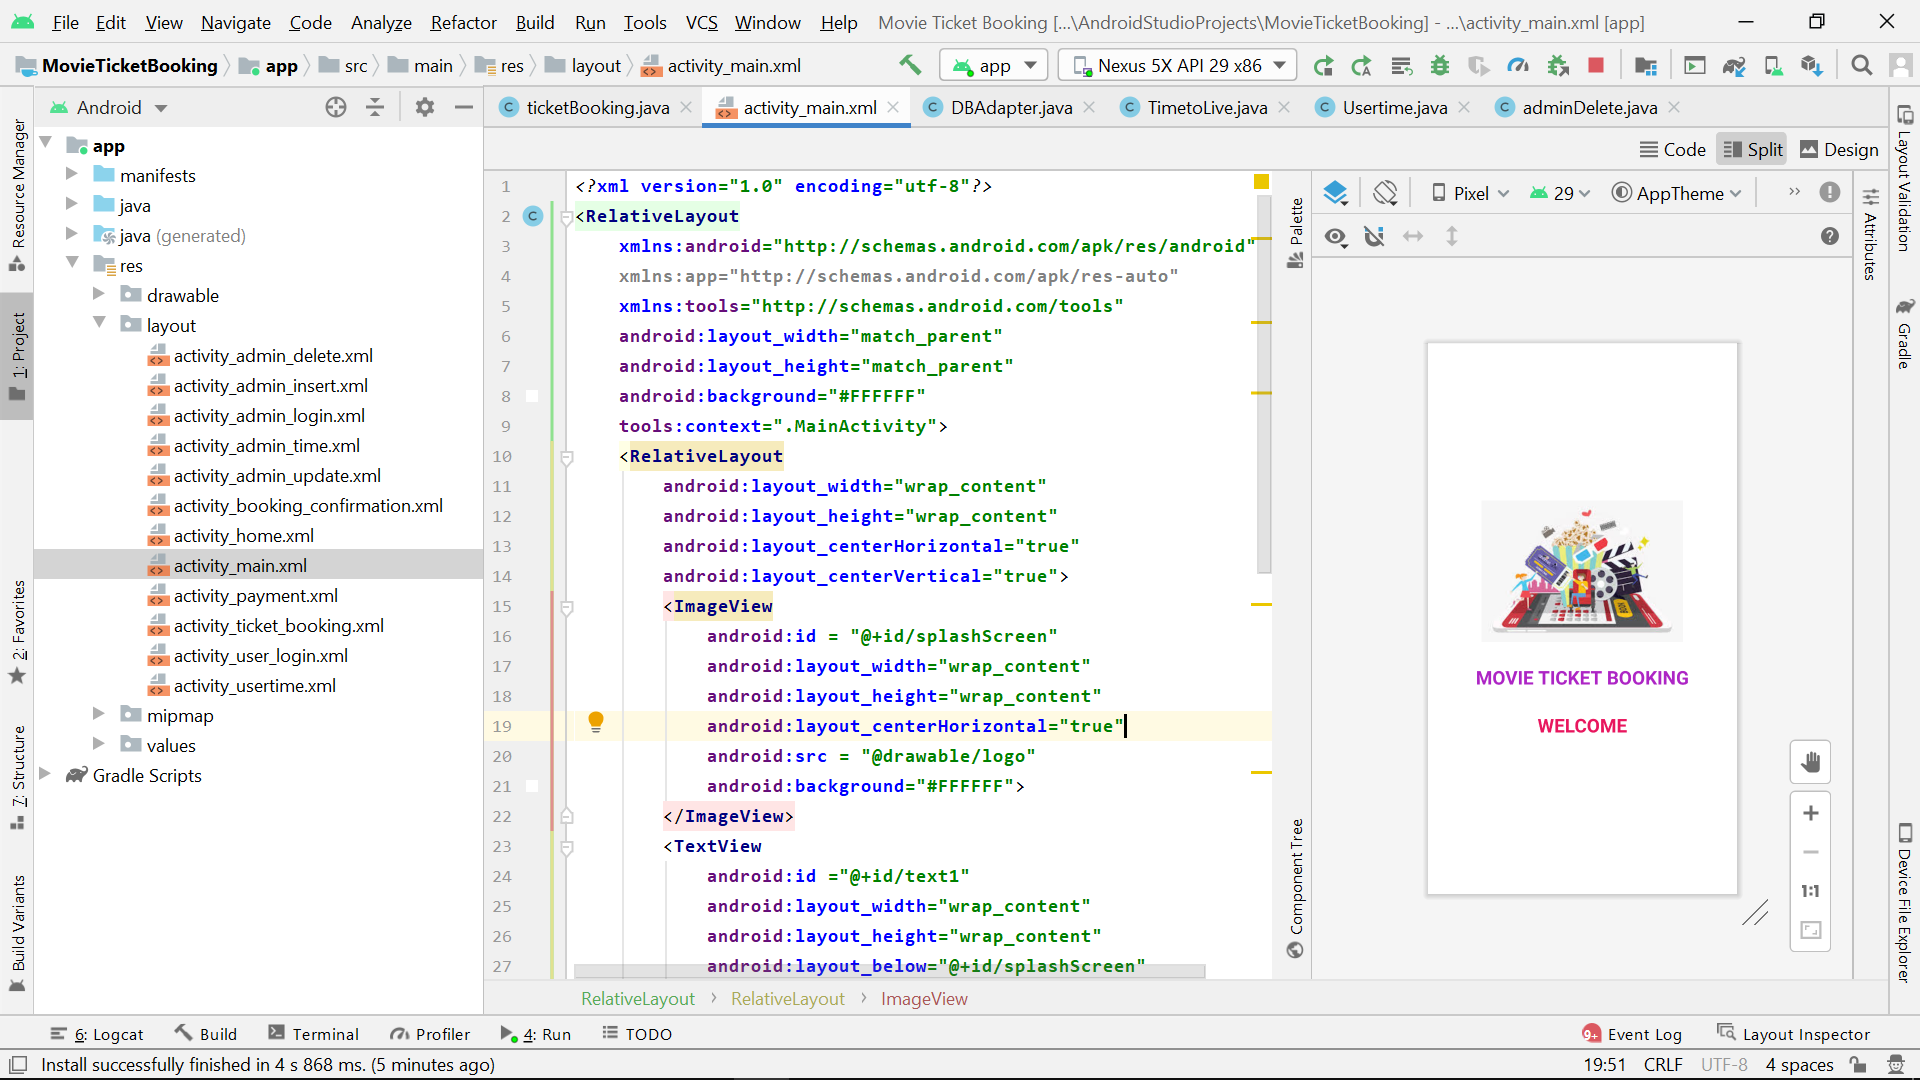 File Edit View Navigate Code Analyze Refactor Build Run Tools VCS Window Help Movie Ticket Booking [...\AndroidStudioProjects\MovieTicketBooking] - ...\activity_main.xml [app]
MovieTicketBooking app src main res layout activity_main.xml app Nexus 5X API 29 x86
Android
ticketBooking.java activity_main.xml DBAdapter.java TimetoLive.java Usertime.java adminDelete.java
Code Split Design
Resource Manager
1: Project
2: Favorites
7: Structure
Build Variants
app
manifests
java
java (generated)
res
drawable
layout
activity_admin_delete.xml
activity_admin_insert.xml
activity_admin_login.xml
activity_admin_time.xml
activity_admin_update.xml
activity_booking_confirmation.xml
activity_home.xml
activity_main.xml
activity_payment.xml
activity_ticket_booking.xml
activity_user_login.xml
activity_usertime.xml
mipmap
values
Gradle Scripts
1 <?xml version="1.0" encoding="utf-8"?>
2 <RelativeLayout
3 xmlns:android="http://schemas.android.com/apk/res/android"
4 xmlns:app="http://schemas.android.com/apk/res-auto"
5 xmlns:tools="http://schemas.android.com/tools"
6 android:layout_width="match_parent"
7 android:layout_height="match_parent"
8 android:background="#FFFFFF"
9 tools:context=".MainActivity">
10 <RelativeLayout
11 android:layout_width="wrap_content"
12 android:layout_height="wrap_content"
13 android:layout_centerHorizontal="true"
14 android:layout_centerVertical="true">
15 <ImageView
16 android:id = "@+id/splashScreen"
17 android:layout_width="wrap_content"
18 android:layout_height="wrap_content"
19 android:layout_centerHorizontal="true"
20 android:src = "@drawable/logo"
21 android:background="#FFFFFF">
22 </ImageView>
23 <TextView
24 android:id ="@+id/text1"
25 android:layout_width="wrap_content"
26 android:layout_height="wrap_content"
27 android:layout_below="@+id/splashScreen"
RelativeLayout › RelativeLayout › ImageView
Palette
Component Tree
Pixel 29 AppTheme
MOVIE TICKET BOOKING
WELCOME
1:1
Attributes
Layout Validation
Gradle
Device File Explorer
6: Logcat Build Terminal Profiler 4: Run TODO Event Log Layout Inspector
Install successfully finished in 4 s 868 ms. (5 minutes ago) 19:51 CRLF UTF-8 4 spaces